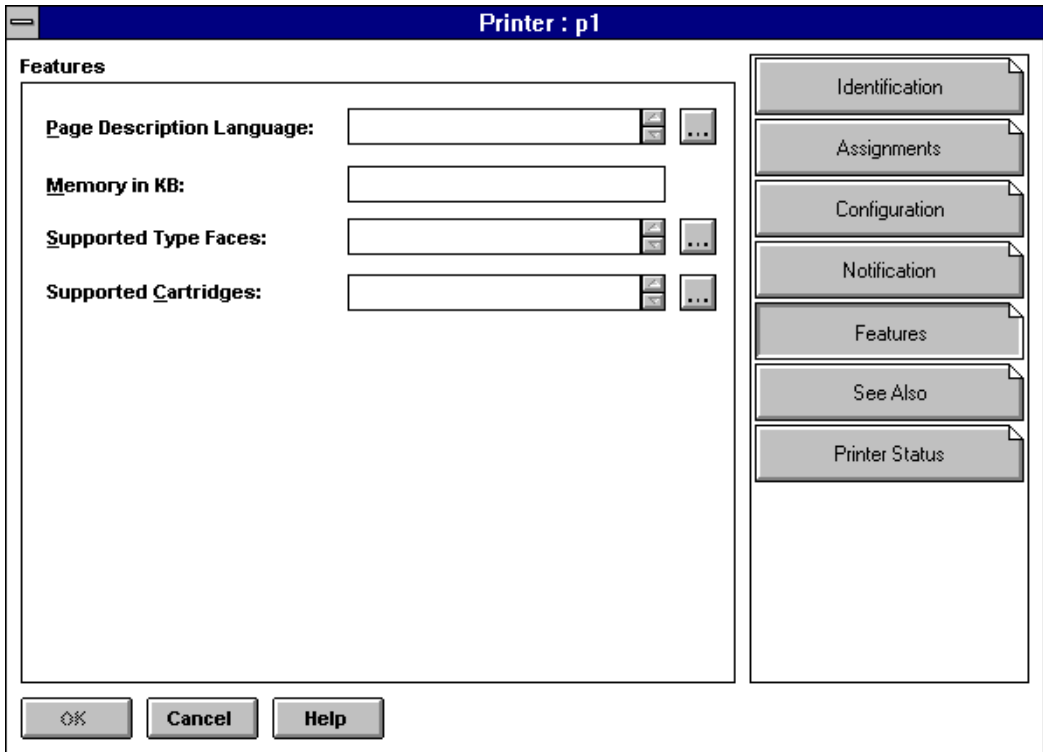 Printer : p1
Features
Page Description Language:
...
Memory in KB:
Supported Type Faces:
...
Supported Cartridges:
...
Identification
Assignments
Configuration
Notification
Features
See Also
Printer Status
OK Cancel Help